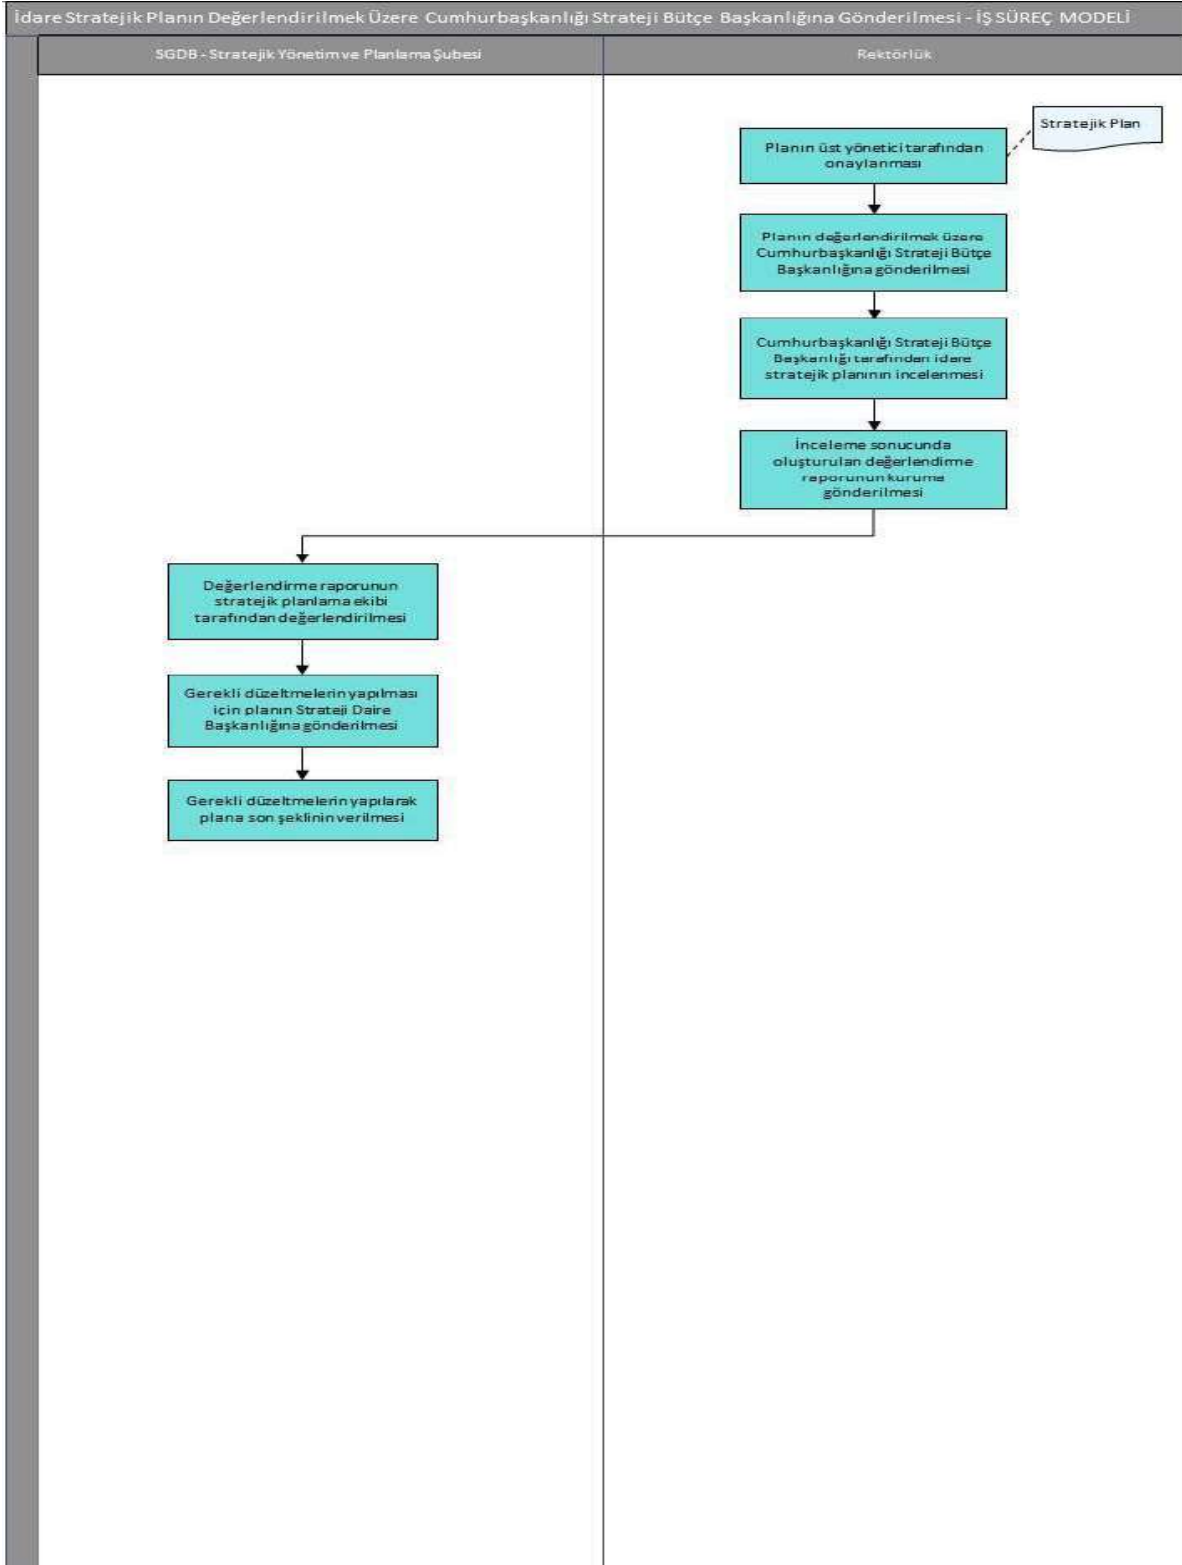 İdare Stratejik Planın Değerlendirilmek Üzere Cumhurbaşkanlığı Strateji Bütçe Başkanlığına Gönderilmesi - İŞ SÜREÇ MODELİ
SGDB - Stratejik Yönetim ve Planlama Şubesi
Rektörlük
Stratejik Plan
Planın üst yönetici tarafından
onaylanması
Planın değerlendirilmek üzere
Cumhurbaşkanlığı Strateji Bütçe
Başkanlığına gönderilmesi
Cumhurbaşkanlığı Strateji Bütçe
Başkanlığı tarafından idare
stratejik planının incelenmesi
İnceleme sonucunda
oluşturulan değerlendirme
raporunun kuruma
gönderilmesi
Değerlendirme raporunun
stratejik planlama ekibi
tarafından değerlendirilmesi
Gerekli düzeltmelerin yapılması
için planın Strateji Daire
Başkanlığına gönderilmesi
Gerekli düzeltmelerin yapılarak
plana son şeklinin verilmesi